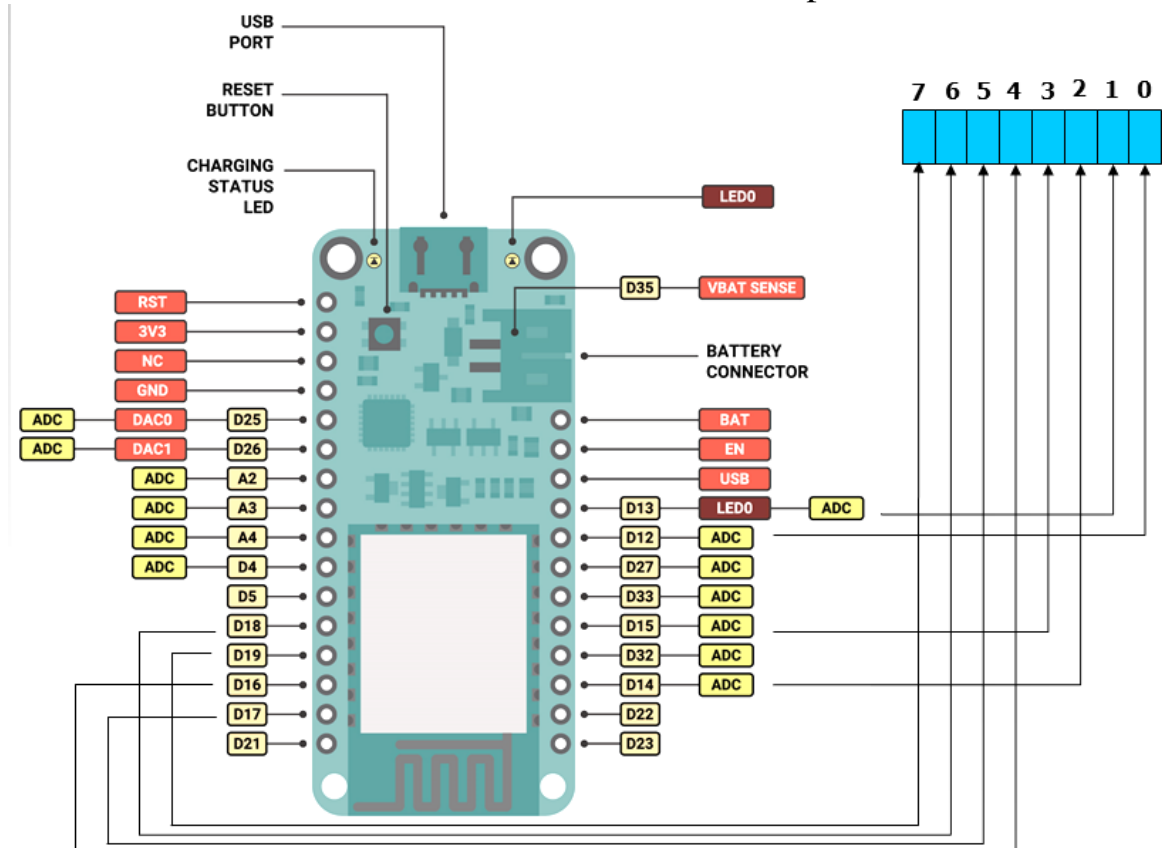 USB
PORT
RESET
BUTTON
CHARGING
STATUS
LED
7 6 5 4 3 2 1 0
LED0
D35 VBAT SENSE
BATTERY
CONNECTOR
RST
3V3
NC
GND
ADC DAC0 D25
ADC DAC1 D26
ADC A2
ADC A3
ADC A4
ADC D4
D5
D18
D19
D16
D17
D21
BAT
EN
USB
D13 LED0 ADC
D12 ADC
D27 ADC
D33 ADC
D15 ADC
D32 ADC
D14 ADC
D22
D23